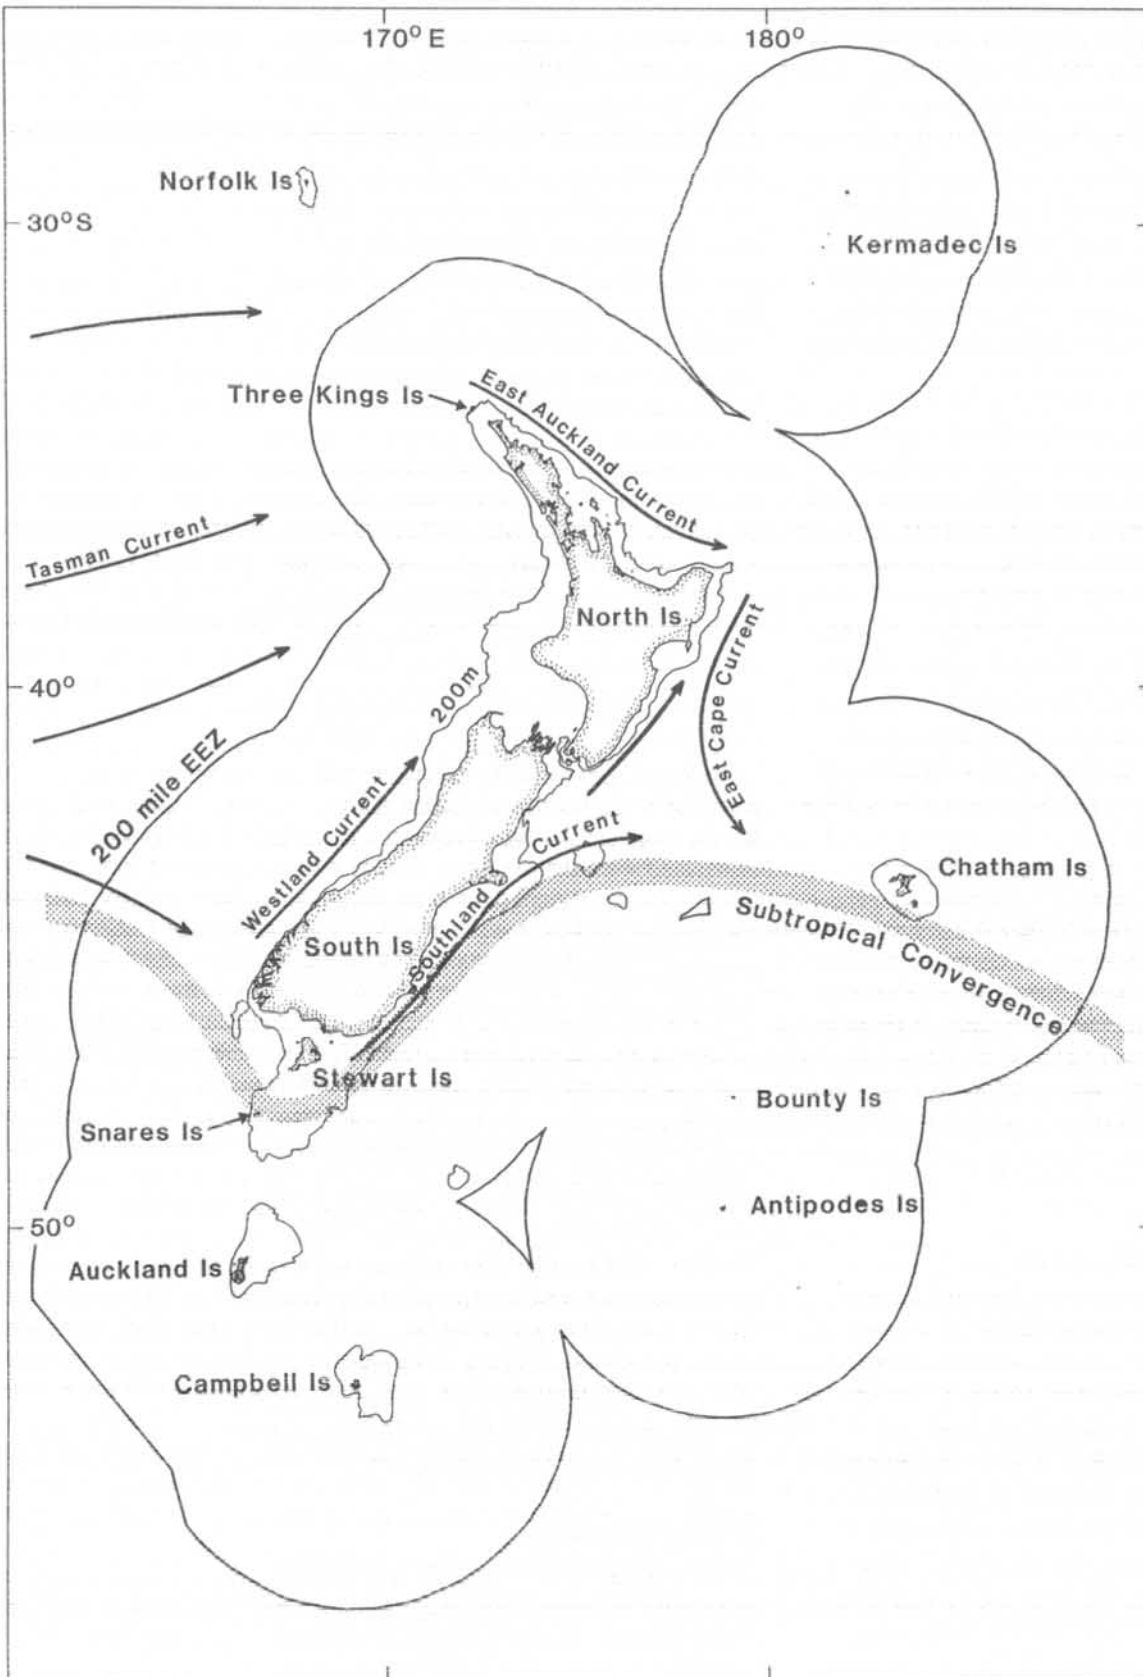 170° E
180°
Norfolk Is
30°S
Kermadec Is
Three Kings Is
East Auckland Current
Tasman Current
North Is
East Cape Current
40°
200m
200 mile EEZ
Westland Current
Southland Current
Chatham Is
South Is
Subtropical Convergence
Stewart Is
Bounty Is
Snares Is
Antipodes Is
50°
Auckland Is
Campbell Is